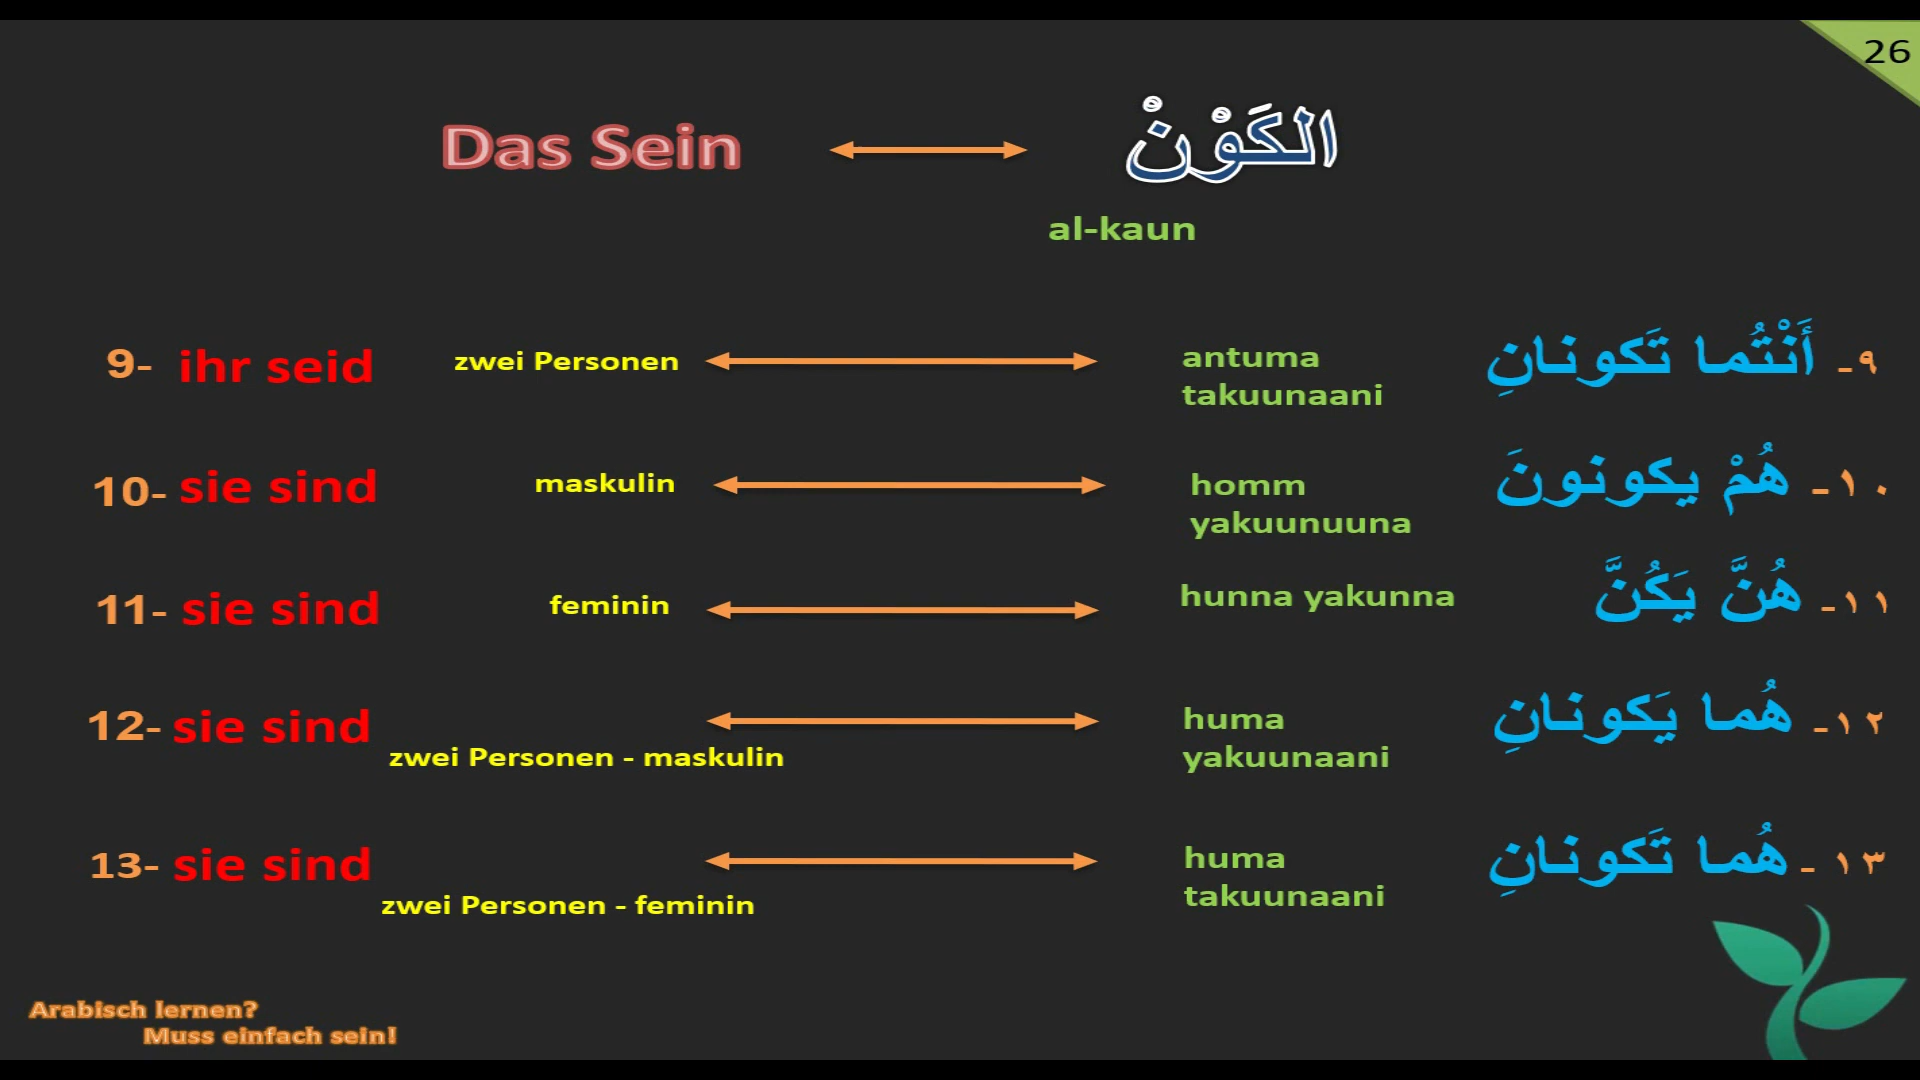 26
Das Sein الكَوْنْ
al-kaun
9- ihr seid zwei Personen antuma takuunaani ٩- أَنْتُما تَكونانِ
10- sie sind maskulin homm yakuunuuna ١٠- هُمْ يكونونَ
11- sie sind feminin hunna yakunna ١١- هُنَّ يَكُنَّ
12- sie sind zwei Personen - maskulin huma yakuunaani ١٢- هُما يَكونانِ
13- sie sind zwei Personen - feminin huma takuunaani ١٣- هُما تَكونانِ
Arabisch lernen?
Muss einfach sein!